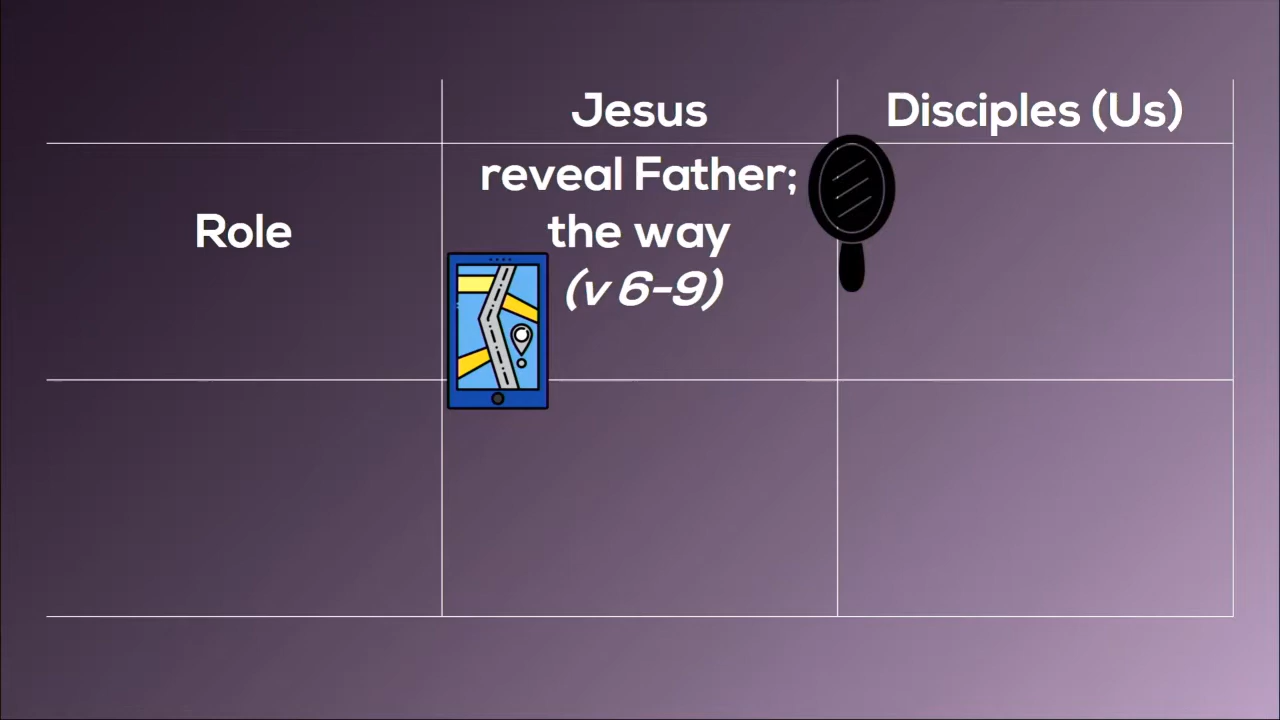 Jesus
Disciples (Us)
Role
reveal Father;
the way
(v 6-9)